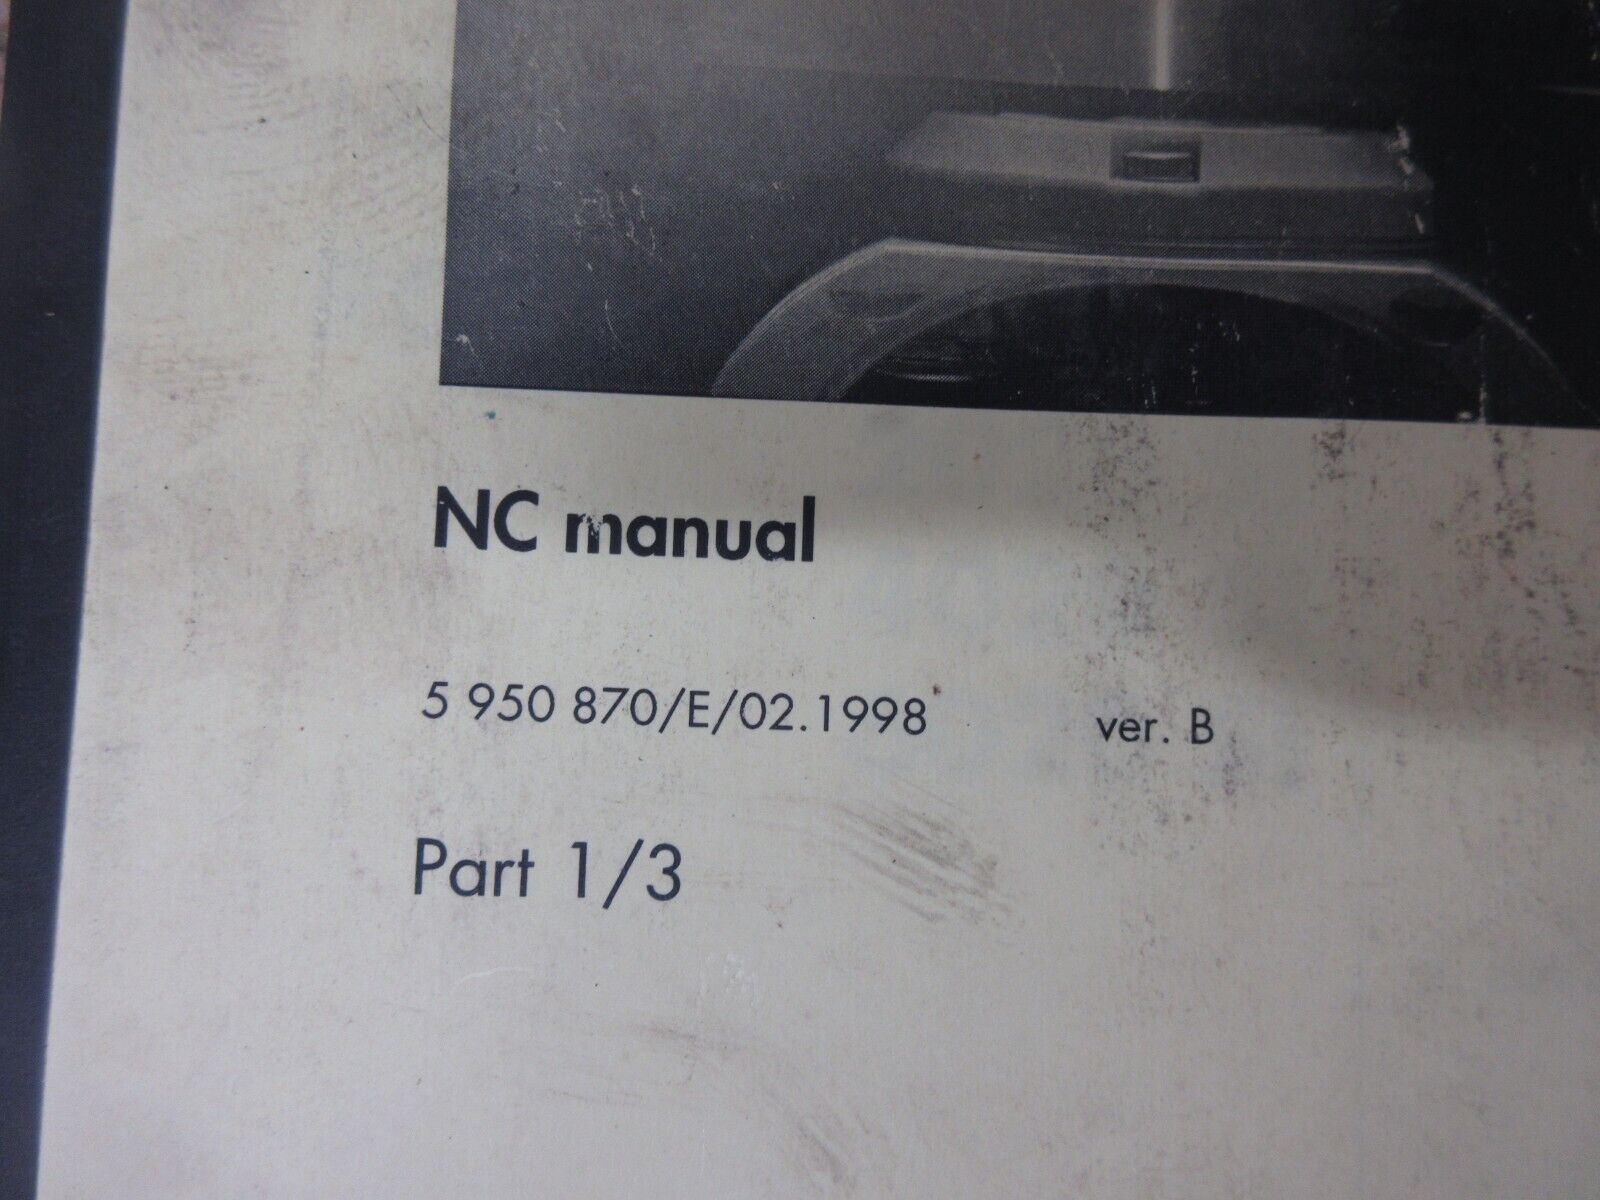 NC manual
5 950 870/E/02.1998 ver. B
Part 1/3